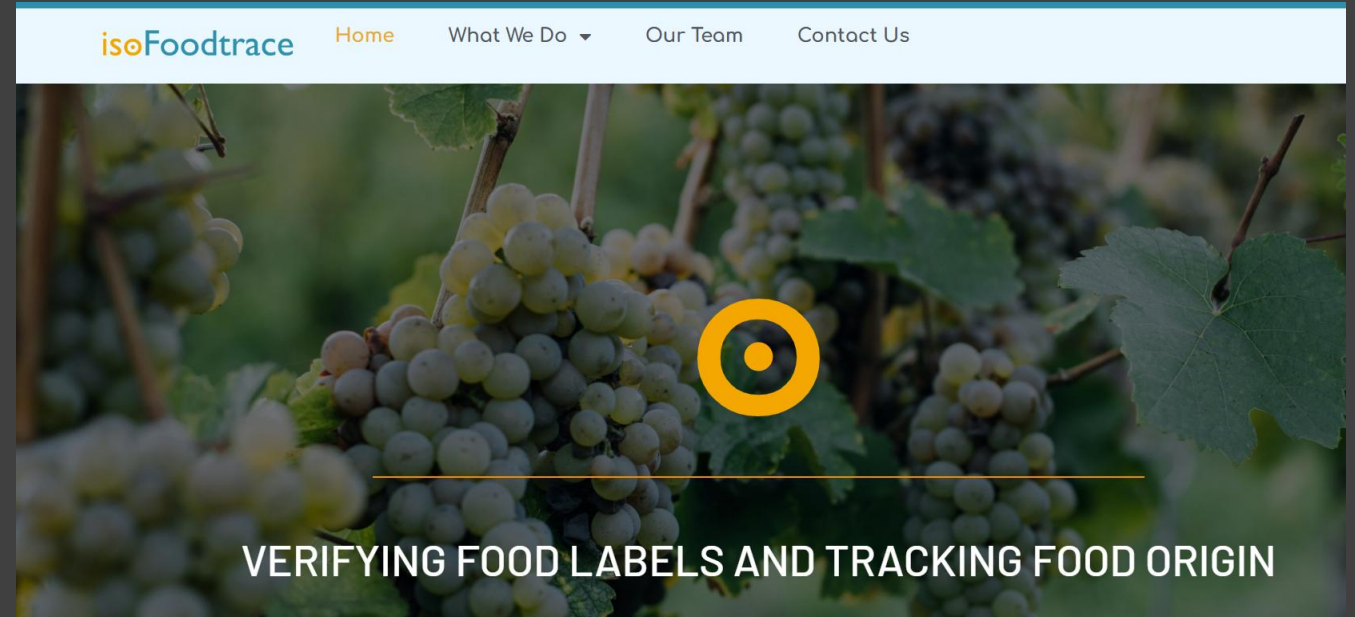 isoFoodtrace Home What We Do Our Team Contact Us
VERIFYING FOOD LABELS AND TRACKING FOOD ORIGIN